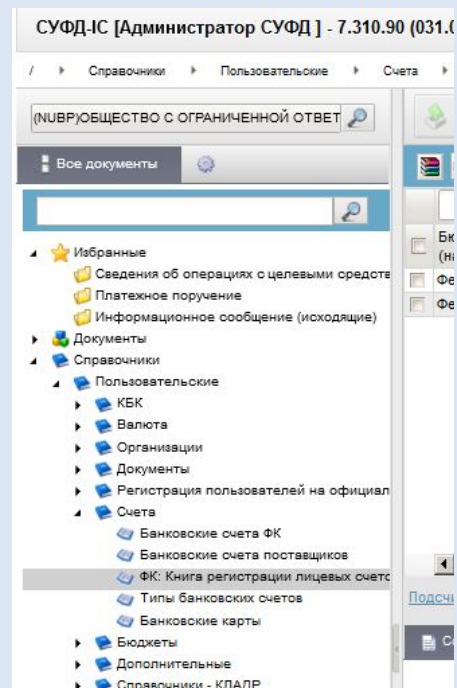 СУФД-IC [Администратор СУФД ] - 7.310.90 (031.0
/ Справочники Пользовательские Счета
(NUBP)ОБЩЕСТВО С ОГРАНИЧЕННОЙ ОТВЕТ
Все документы
Избранные
Сведения об операциях с целевыми средств
Платежное поручение
Информационное сообщение (исходящие)
Документы
Справочники
Пользовательские
КБК
Валюта
Организации
Документы
Регистрация пользователей на официал
Счета
Банковские счета ФК
Банковские счета поставщиков
ФК: Книга регистрации лицевых счето
Типы банковских счетов
Банковские карты
Бюджеты
Дополнительные
Справочники - КЛАДР
Бю
(на
Фе
Фе
Подсчи